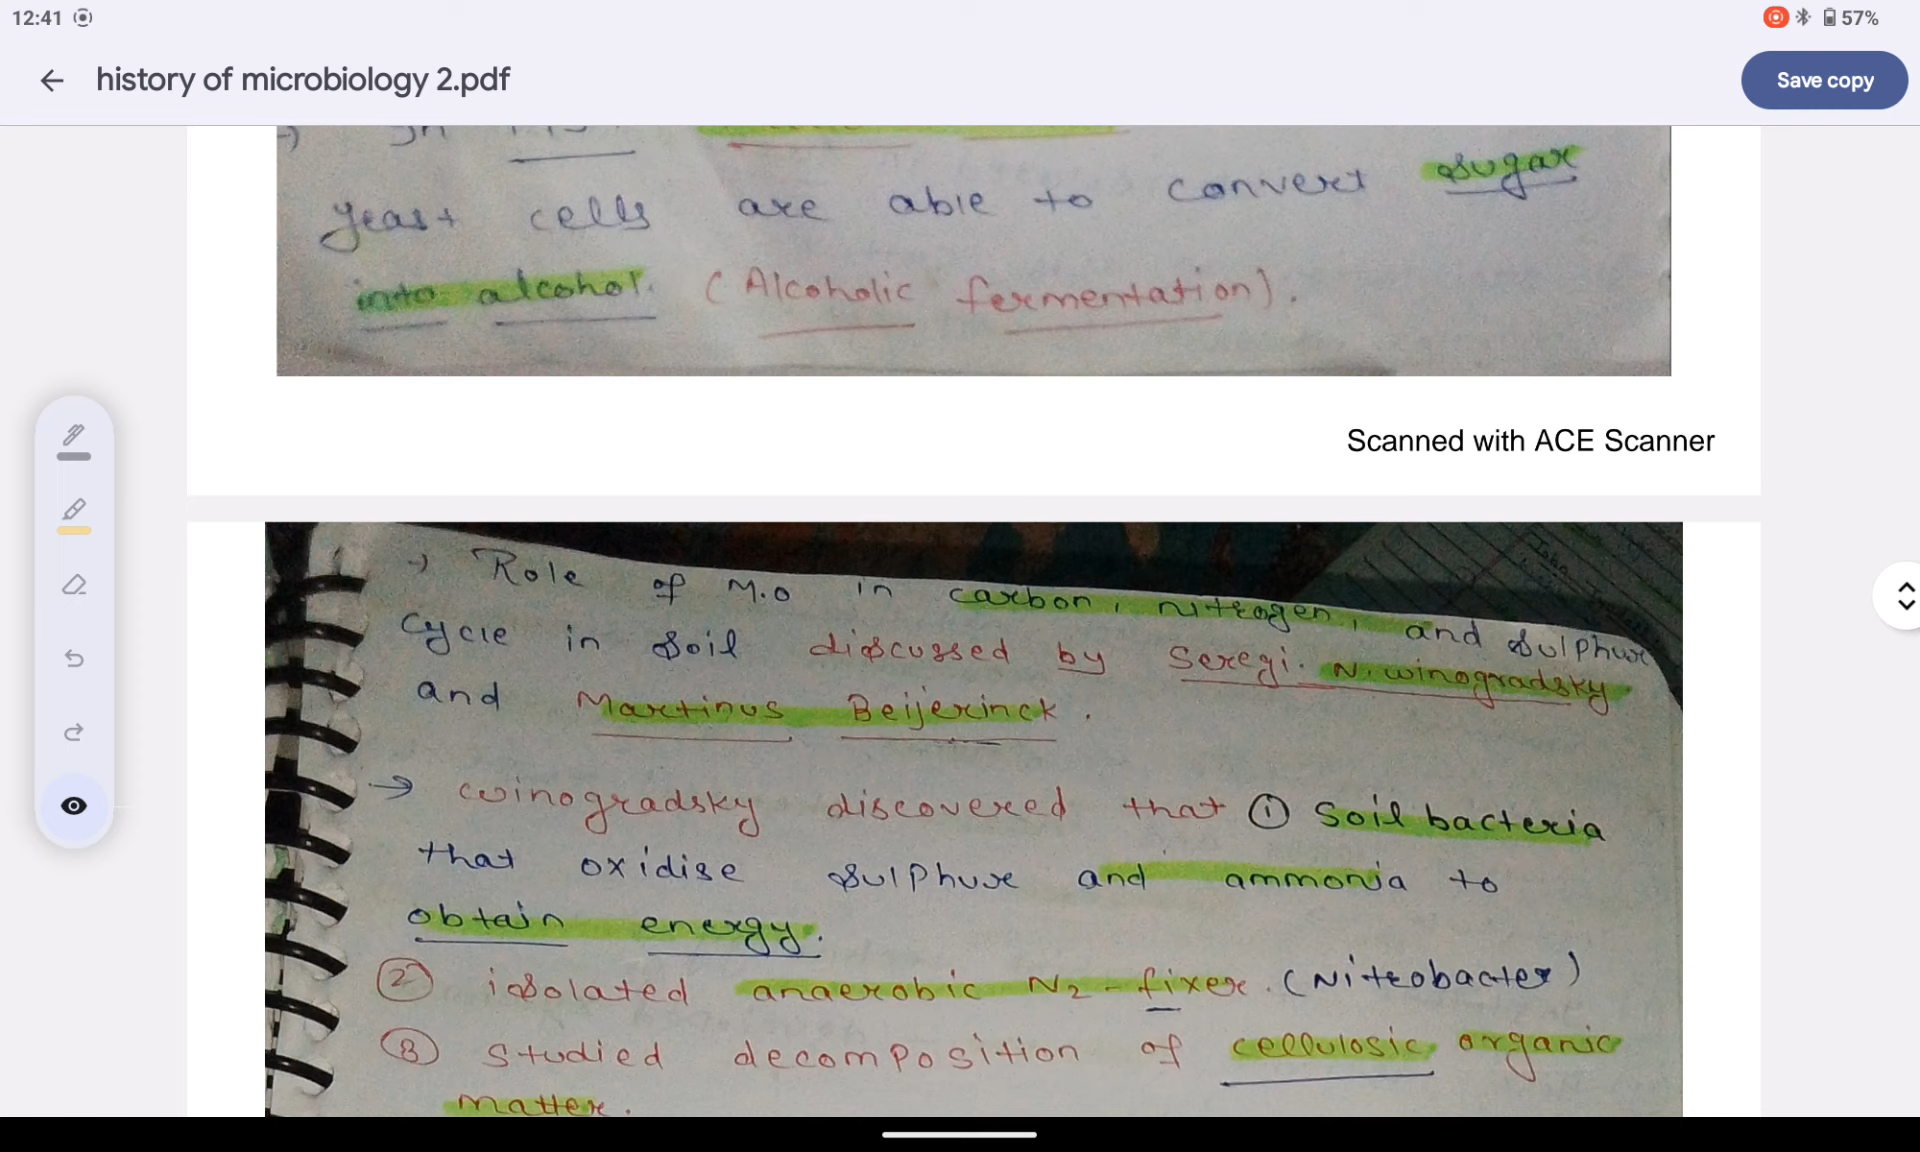 12:41
57%
history of microbiology 2.pdf
Save copy
yeast cells are able to convert sugar
into alcohol. (Alcoholic fermentation).
Scanned with ACE Scanner
→ Role of M.O in carbon, nitrogen, and sulphur
cycle in soil discussed by Seregi. N. winogradsky
and Martinus Beijerinck.
→ winogradsky discovered that ① Soil bacteria
that oxidise sulphur and ammonia to
obtain energy.
② isolated anaerobic N2-fixer. (Nitrobacter)
③ studied decomposition of cellulosic organic
matter.